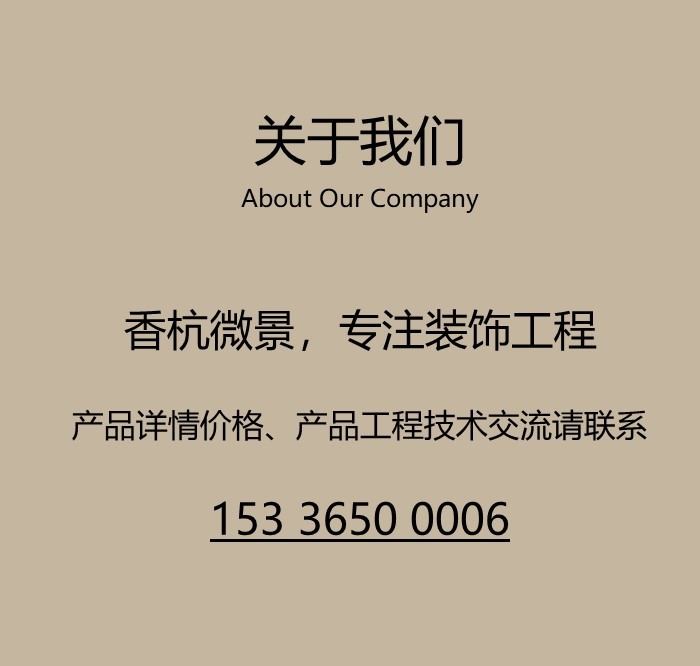 关于我们
About Our Company
香杭微景，专注装饰工程
产品详情价格、产品工程技术交流请联系
153 3650 0006